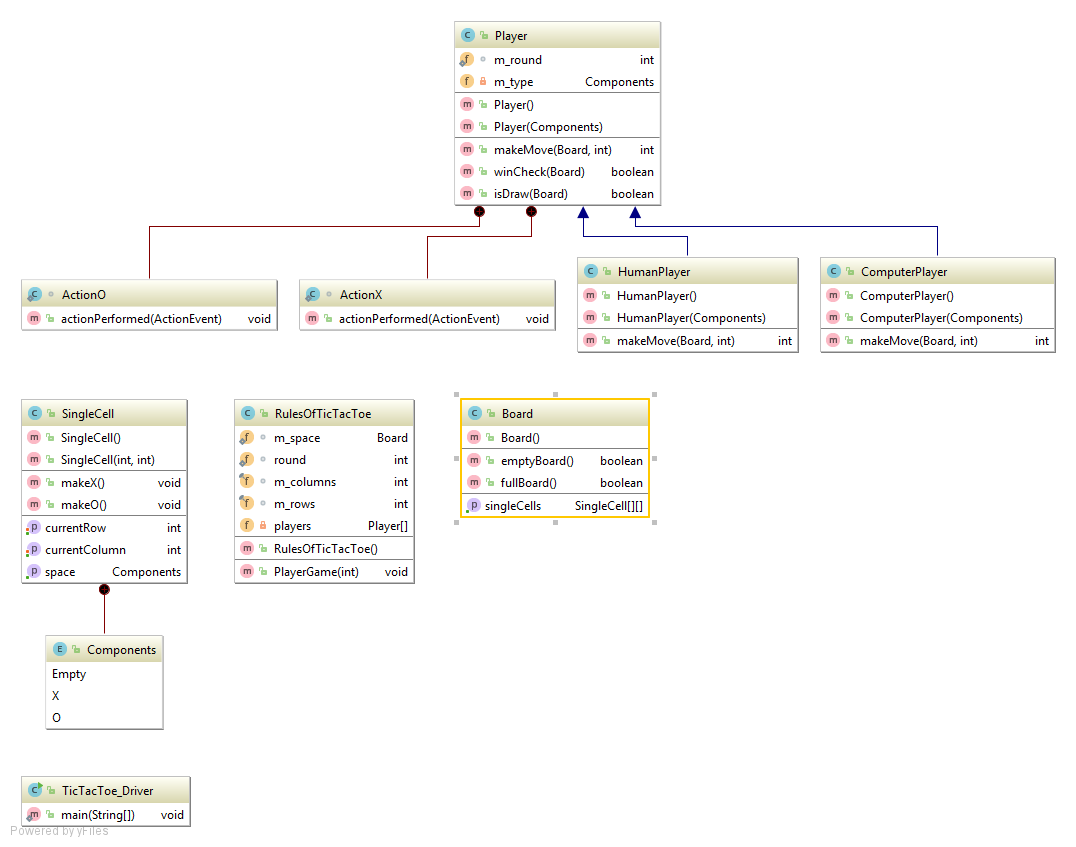 Player
m_round int
m_type Components
Player()
Player(Components)
makeMove(Board, int) int
winCheck(Board) boolean
isDraw(Board) boolean
ActionO
actionPerformed(ActionEvent) void
ActionX
actionPerformed(ActionEvent) void
HumanPlayer
HumanPlayer()
HumanPlayer(Components)
makeMove(Board, int) int
ComputerPlayer
ComputerPlayer()
ComputerPlayer(Components)
makeMove(Board, int) int
SingleCell
SingleCell()
SingleCell(int, int)
makeX() void
makeO() void
currentRow int
currentColumn int
space Components
RulesOfTicTacToe
m_space Board
round int
m_columns int
m_rows int
players Player[]
RulesOfTicTacToe()
PlayerGame(int) void
Board
Board()
emptyBoard() boolean
fullBoard() boolean
singleCells SingleCell[][]
Components
Empty
X
O
TicTacToe_Driver
main(String[]) void
Powered by yFiles